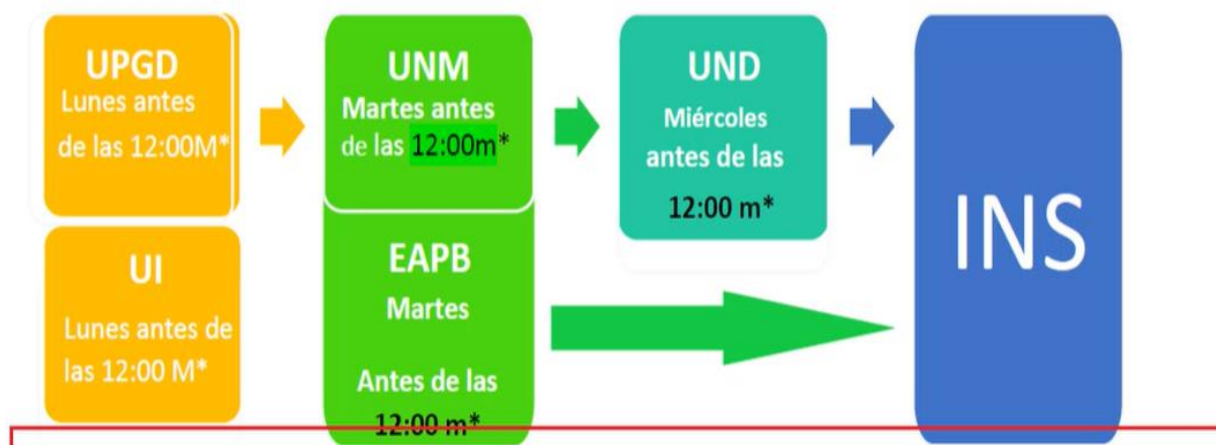 UPGD
Lunes antes
de las 12:00M*
UI
Lunes antes de
las 12:00 M*
UNM
Martes antes
de las 12:00m*
EAPB
Martes
Antes de las
12:00 m*
UND
Miércoles
antes de las
12:00 m*
INS